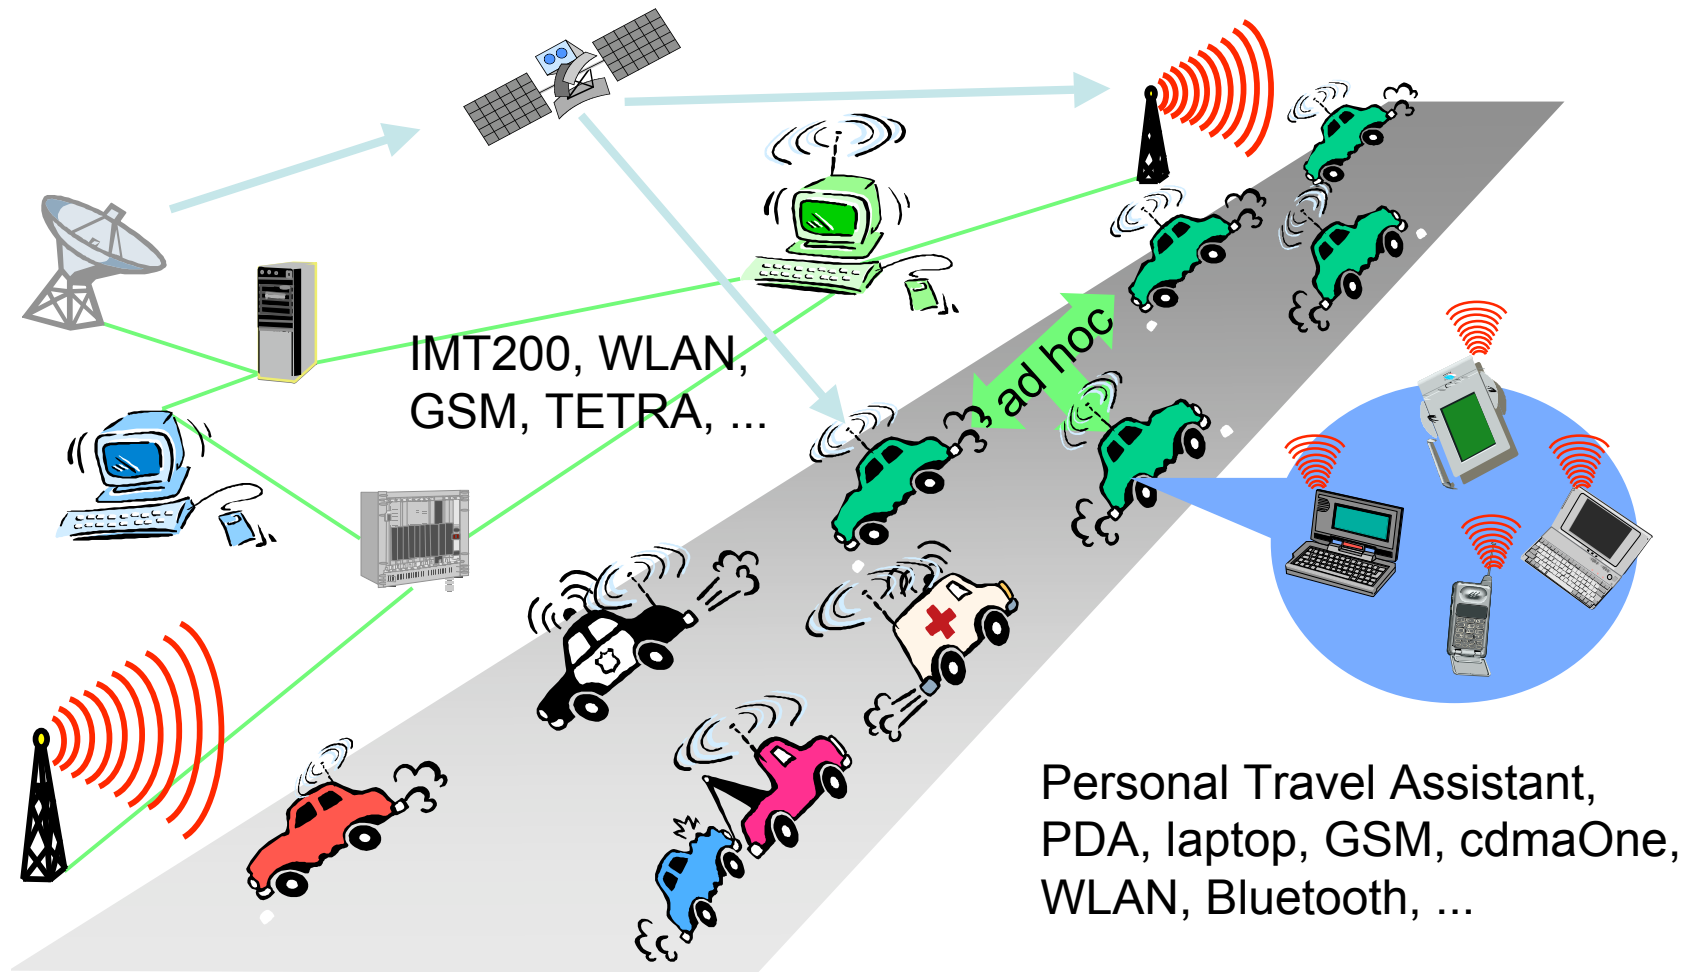 IMT200, WLAN,
GSM, TETRA, ...
ad hoc
Personal Travel Assistant,
PDA, laptop, GSM, cdmaOne,
WLAN, Bluetooth, ...